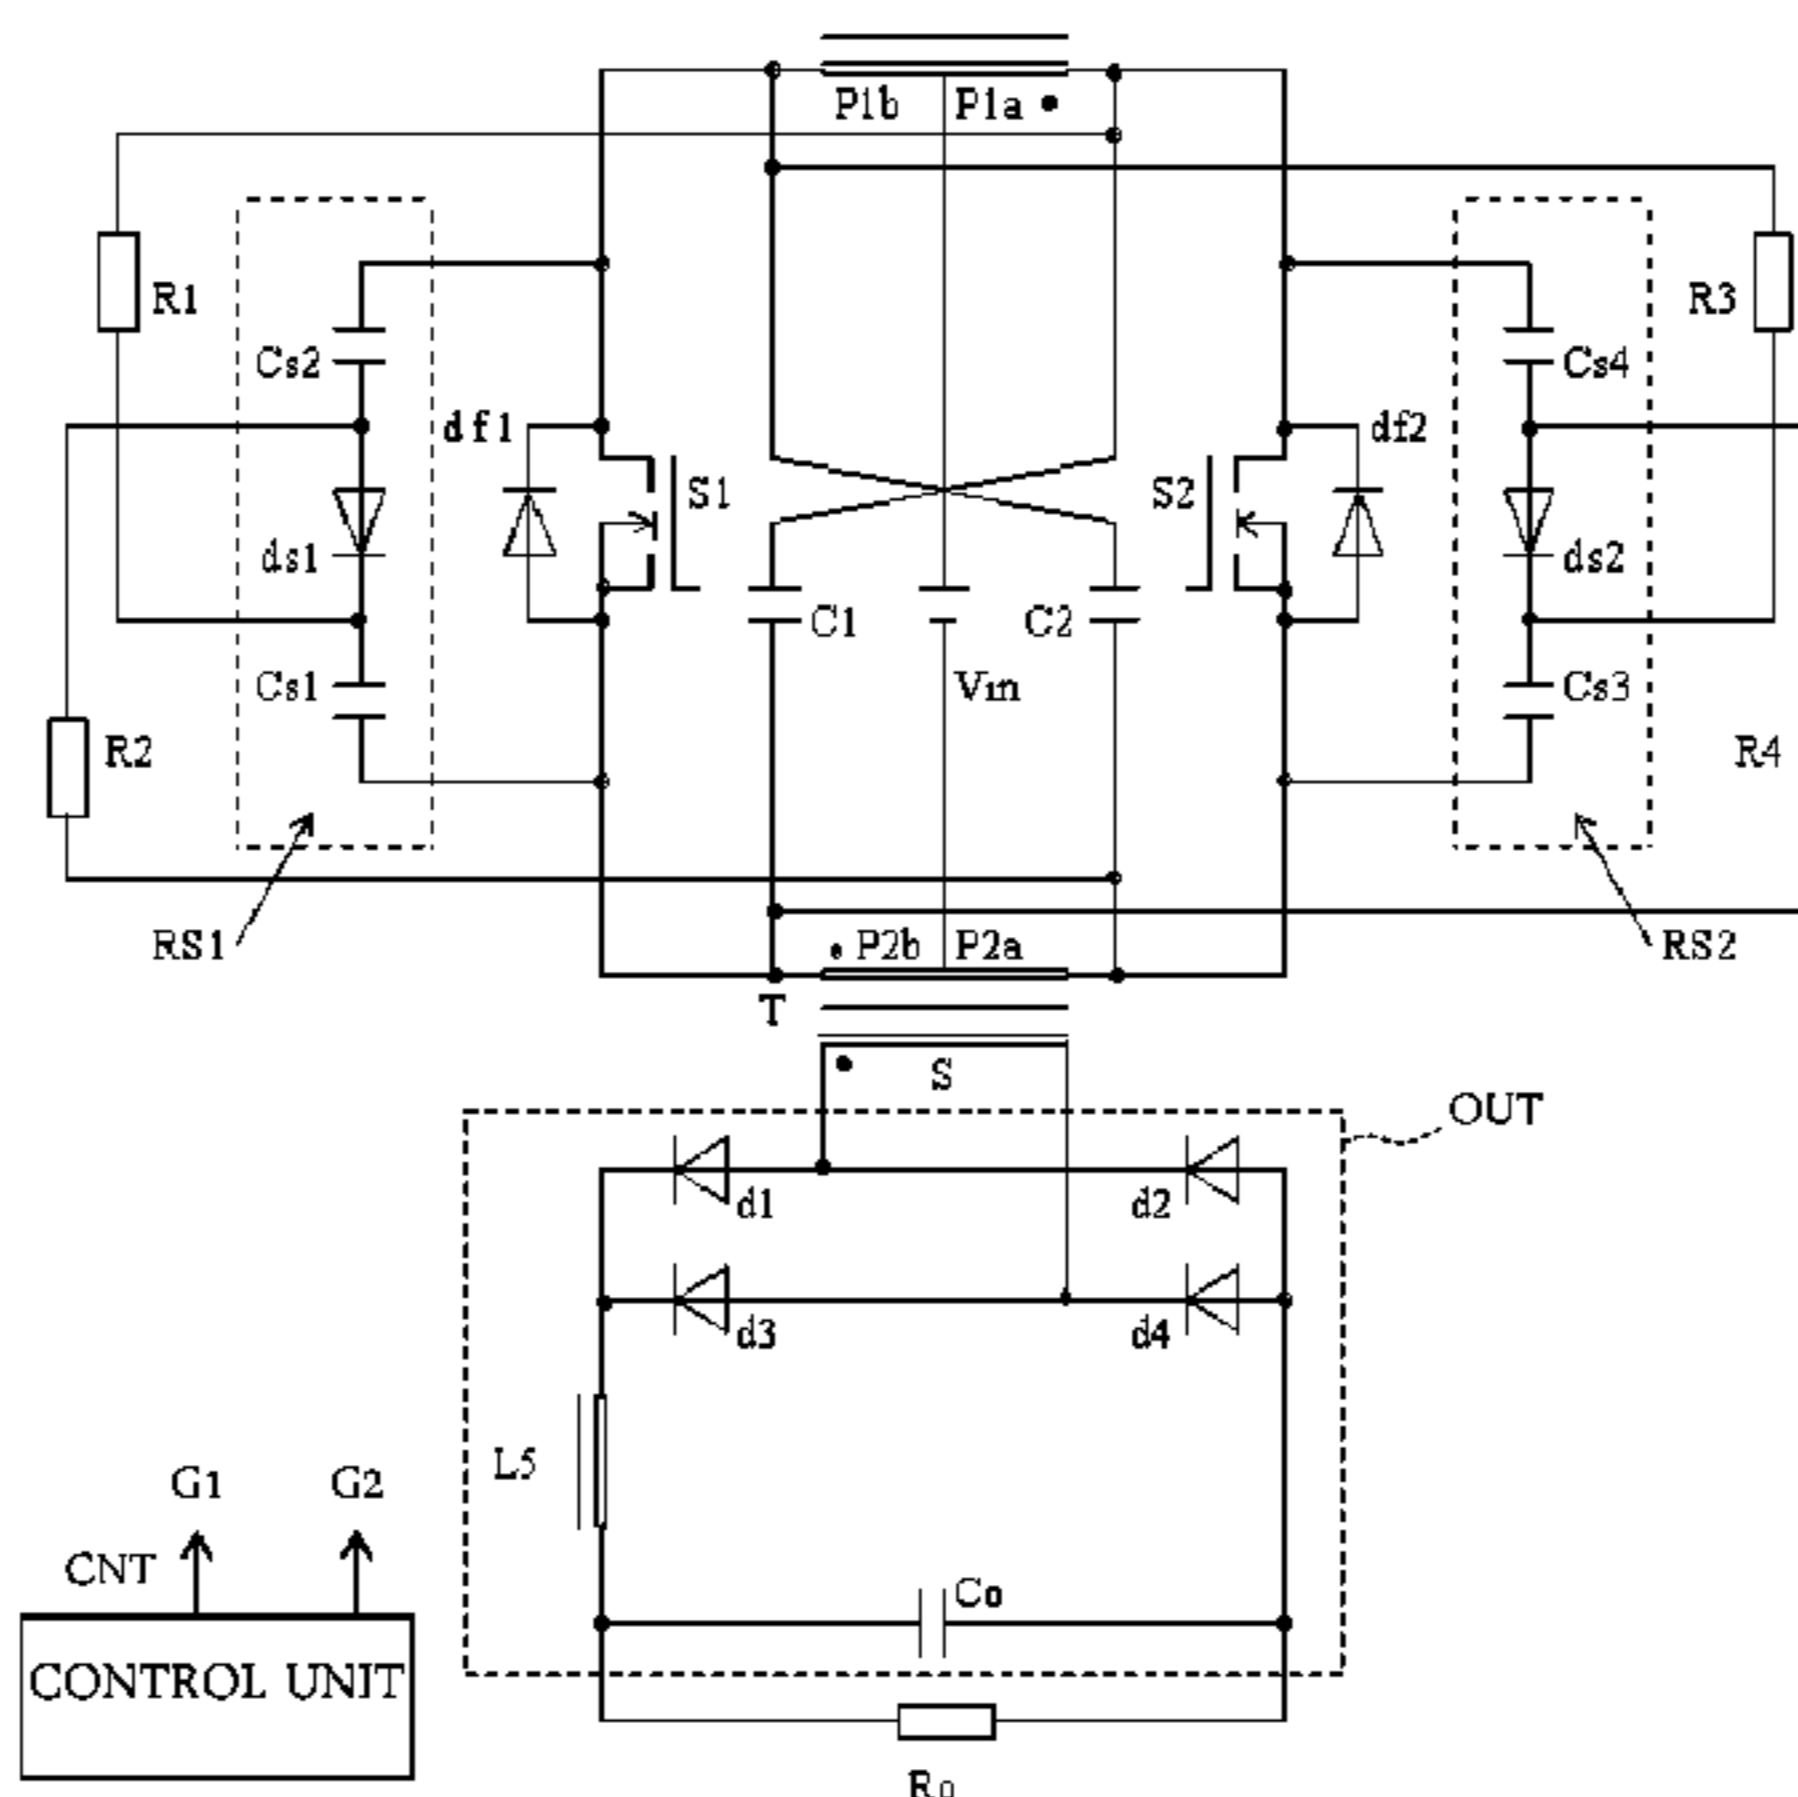 P1b P1a
R1
R3
Cs2
Cs4
df1
df2
S1
S2
ds1
ds2
C1
C2
Cs1
Vin
Cs3
R2
R4
RS1
P2b P2a
RS2
T
S
OUT
d1
d2
d3
d4
L5
G1
G2
CNT
Co
CONTROL UNIT
Ro